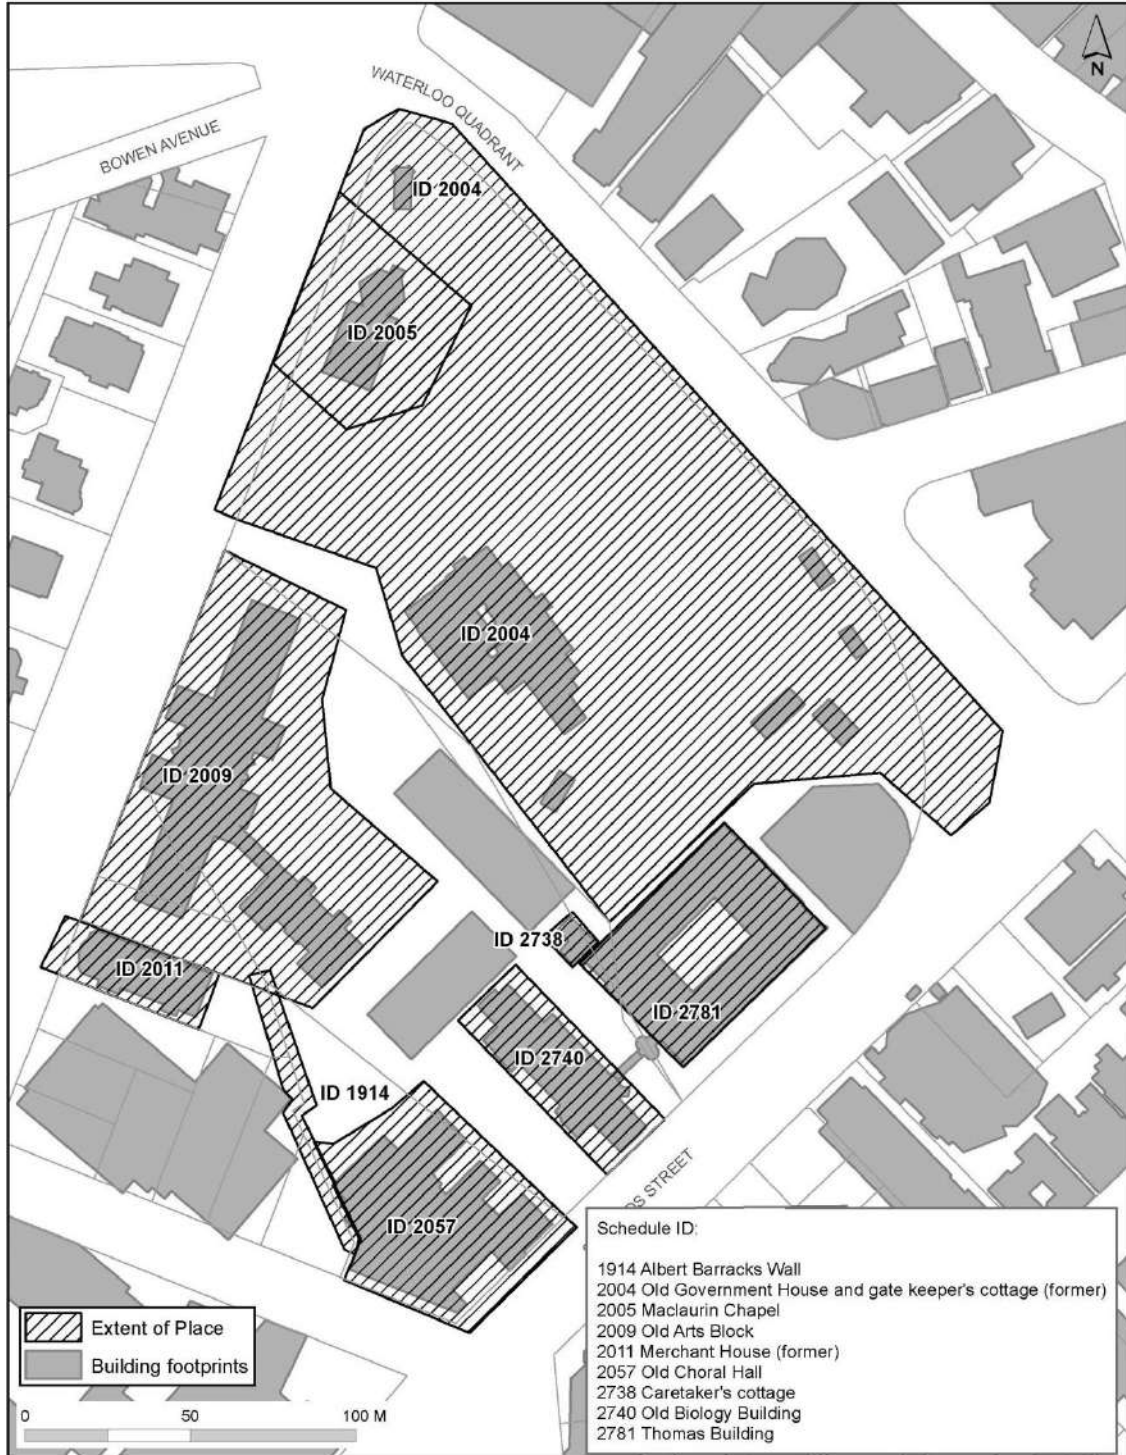 N
WATERLOO QUADRANT
BOWEN AVENUE
ID 2004
ID 2005
ID 2004
ID 2009
ID 2738
ID 2011
ID 2781
ID 2740
ID 1914
STREET
ID 2057
Schedule ID:
1914 Albert Barracks Wall
2004 Old Government House and gate keeper's cottage (former)
2005 Maclaurin Chapel
2009 Old Arts Block
2011 Merchant House (former)
2057 Old Choral Hall
2738 Caretaker's cottage
2740 Old Biology Building
2781 Thomas Building
Extent of Place
Building footprints
0 50 100 M